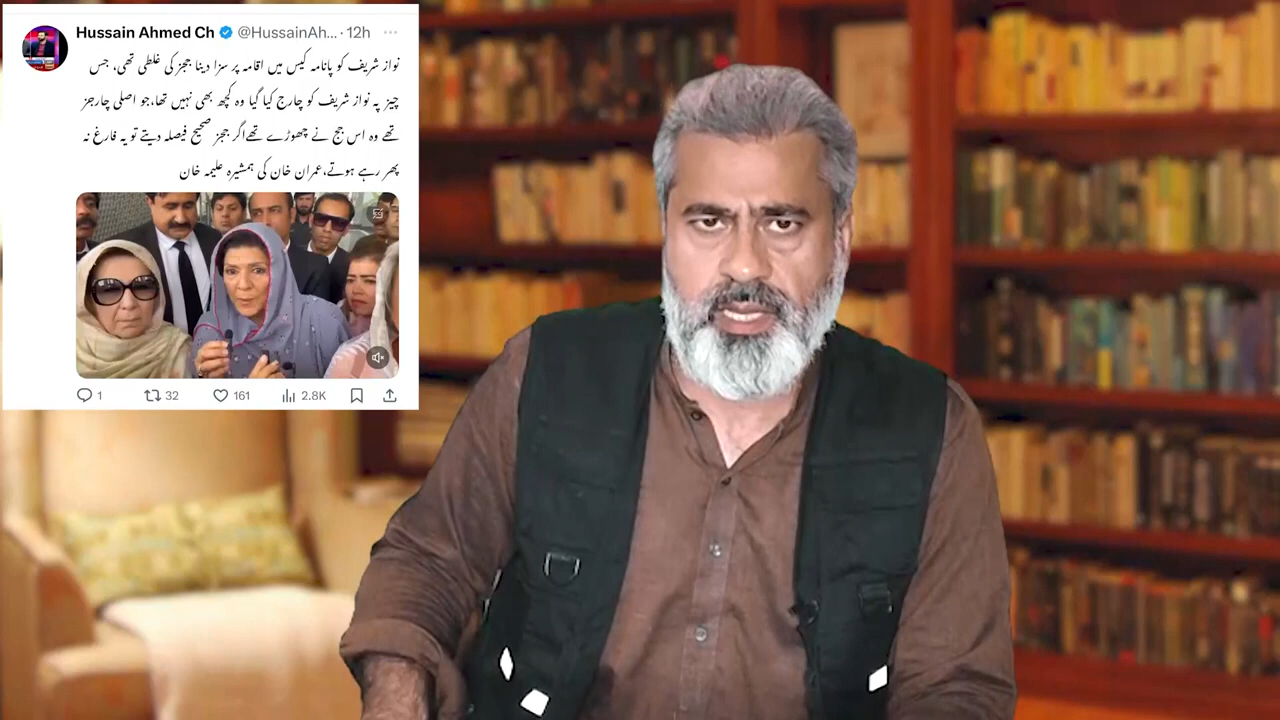 Hussain Ahmed Ch @HussainAh... · 12h
نواز شریف کو پانامہ کیس میں اقامہ پر سزا دینا ججز کی غلطی تھی، جس
چیز پہ نواز شریف کو چارج کیا گیا وہ کچھ بھی نہیں تھا،جو اصلی چارجز
تھے وہ اس جج نے چھوڑے تھےاگر ججز صحیح فیصلہ دیتے تو یہ فارغ نہ
پھر رہے ہوتے،عمران خان کی ہمشیرہ علیمہ خان
1 32 161 2.8K